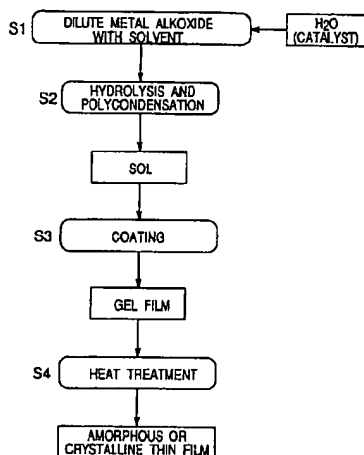 S1
DILUTE METAL ALKOXIDE
WITH SOLVENT
H2O
(CATALYST)
S2
HYDROLYSIS AND
POLYCONDENSATION
SOL
S3
COATING
GEL FILM
S4
HEAT TREATMENT
AMORPHOUS OR
CRYSTALLINE THIN FILM